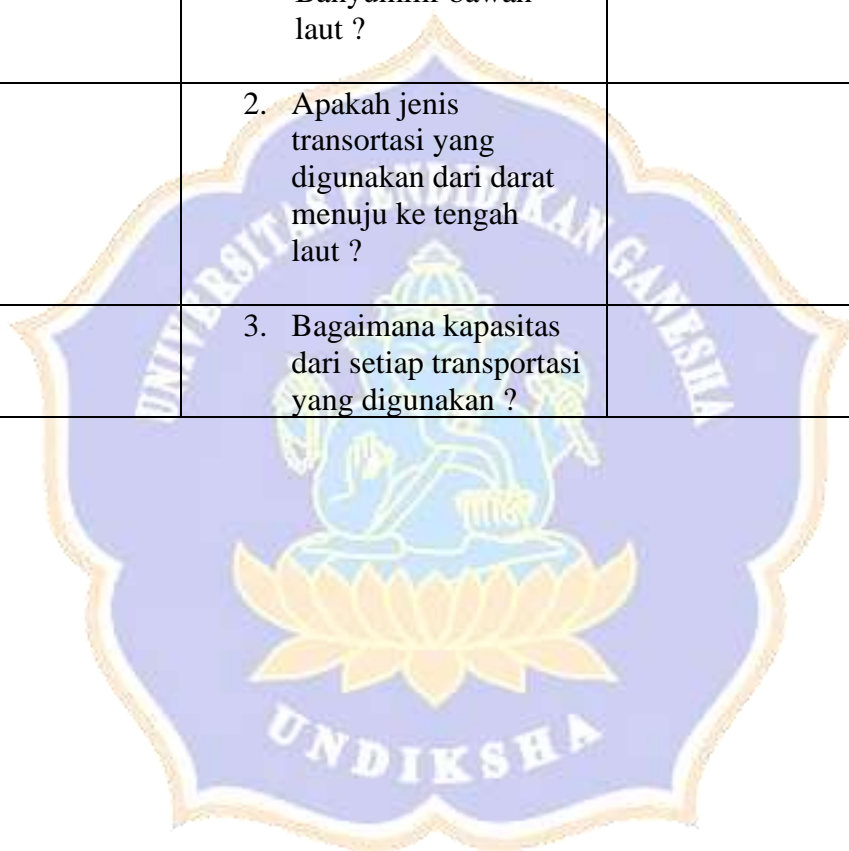 laut ?
2. Apakah jenis
transortasi yang
digunakan dari darat
menuju ke tengah
laut ?
3. Bagaimana kapasitas
dari setiap transportasi
yang digunakan ?
UNIVERSITAS PENDIDIKAN GANESHA
UNDIKSHA